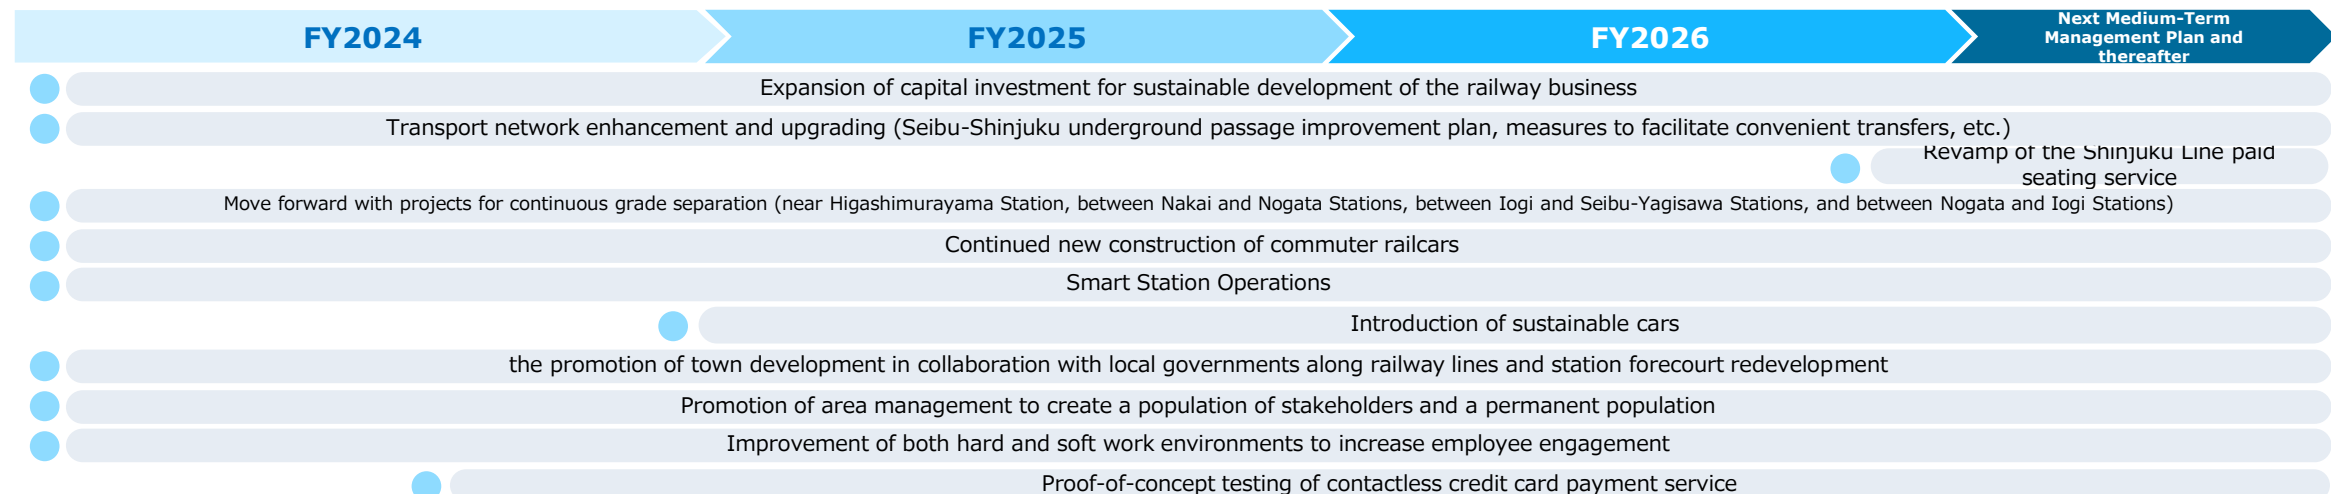 FY2024
FY2025
FY2026
Next Medium-Term
Management Plan and
thereafter
Expansion of capital investment for sustainable development of the railway business
Transport network enhancement and upgrading (Seibu-Shinjuku underground passage improvement plan, measures to facilitate convenient transfers, etc.)
Revamp of the Shinjuku Line paid
seating service
Move forward with projects for continuous grade separation (near Higashimurayama Station, between Nakai and Nogata Stations, between Iogi and Seibu-Yagisawa Stations, and between Nogata and Iogi Stations)
Continued new construction of commuter railcars
Smart Station Operations
Introduction of sustainable cars
the promotion of town development in collaboration with local governments along railway lines and station forecourt redevelopment
Promotion of area management to create a population of stakeholders and a permanent population
Improvement of both hard and soft work environments to increase employee engagement
Proof-of-concept testing of contactless credit card payment service